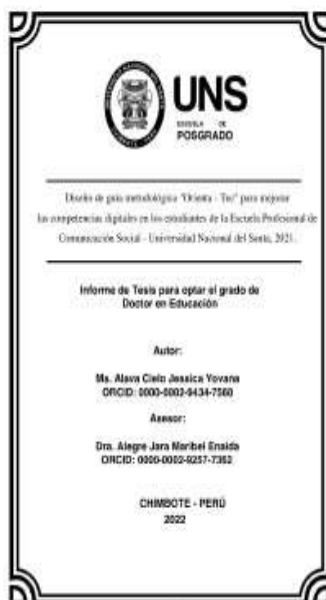 UNS
ESCUELA DE
POSGRADO
Diseño de guía metodológica "Orienta - Tec" para mejorar
las competencias digitales en los estudiantes de la Escuela Profesional de
Comunicación Social - Universidad Nacional del Santa, 2021.
Informe de Tesis para optar el grado de
Doctor en Educación
Autor:
Ms. Alava Cielo Jessica Yovana
ORCID: 0000-0002-9434-7560
Asesor:
Dra. Alegre Jara Maribel Enaida
ORCID: 0000-0002-9257-7362
CHIMBOTE - PERÚ
2022